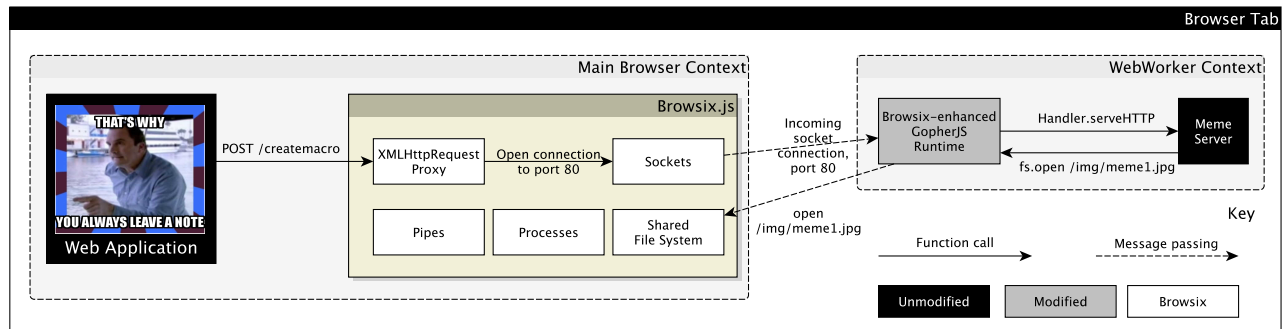 Browser Tab
Main Browser Context
WebWorker Context
THAT'S WHY
YOU ALWAYS LEAVE A NOTE
Web Application
POST /createmacro
Browsix.js
XMLHttpRequest
Proxy
Open connection
to port 80
Sockets
Pipes
Processes
Shared
File System
Incoming
socket
connection,
port 80
open
/img/meme1.jpg
Browsix-enhanced
GopherJS
Runtime
Handler.serveHTTP
fs.open /img/meme1.jpg
Meme
Server
Key
Function call
Message passing
Unmodified
Modified
Browsix